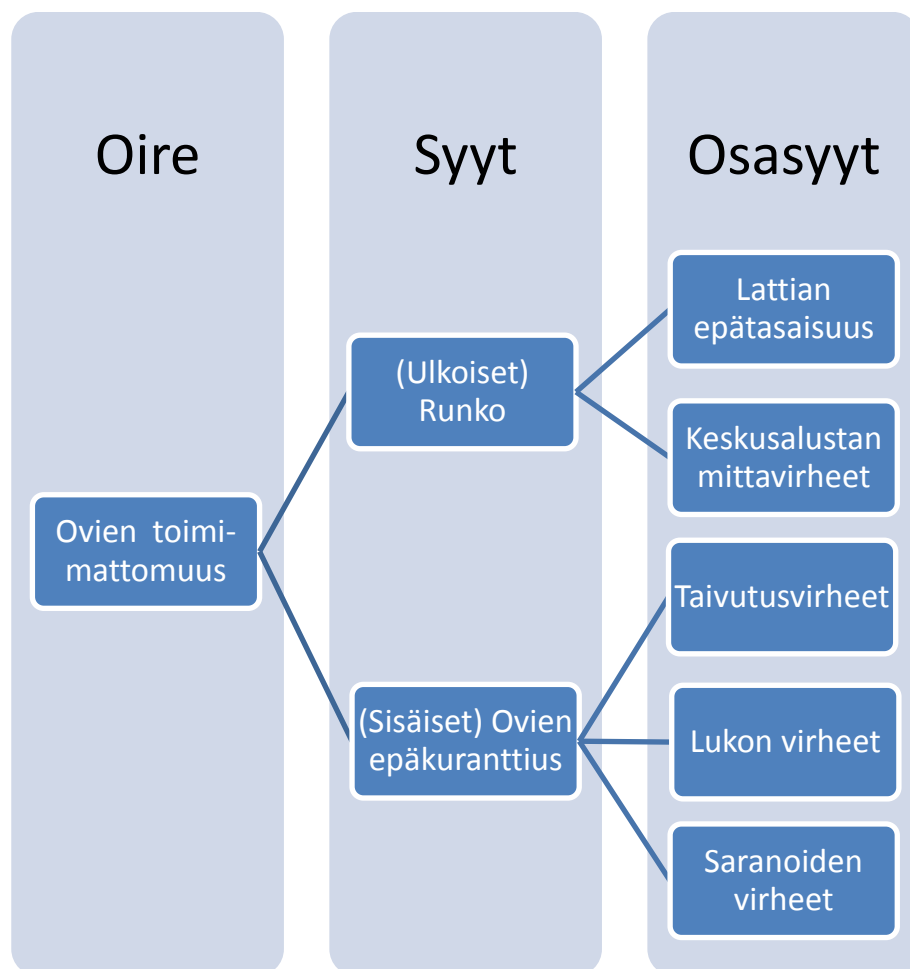 Oire
Syyt
Osasyyt
Ovien toimi-
mattomuus
(Ulkoiset)
Runko
(Sisäiset) Ovien
epäkuranttius
Lattian
epätasaisuus
Keskusalustan
mittavirheet
Taivutusvirheet
Lukon virheet
Saranoiden
virheet